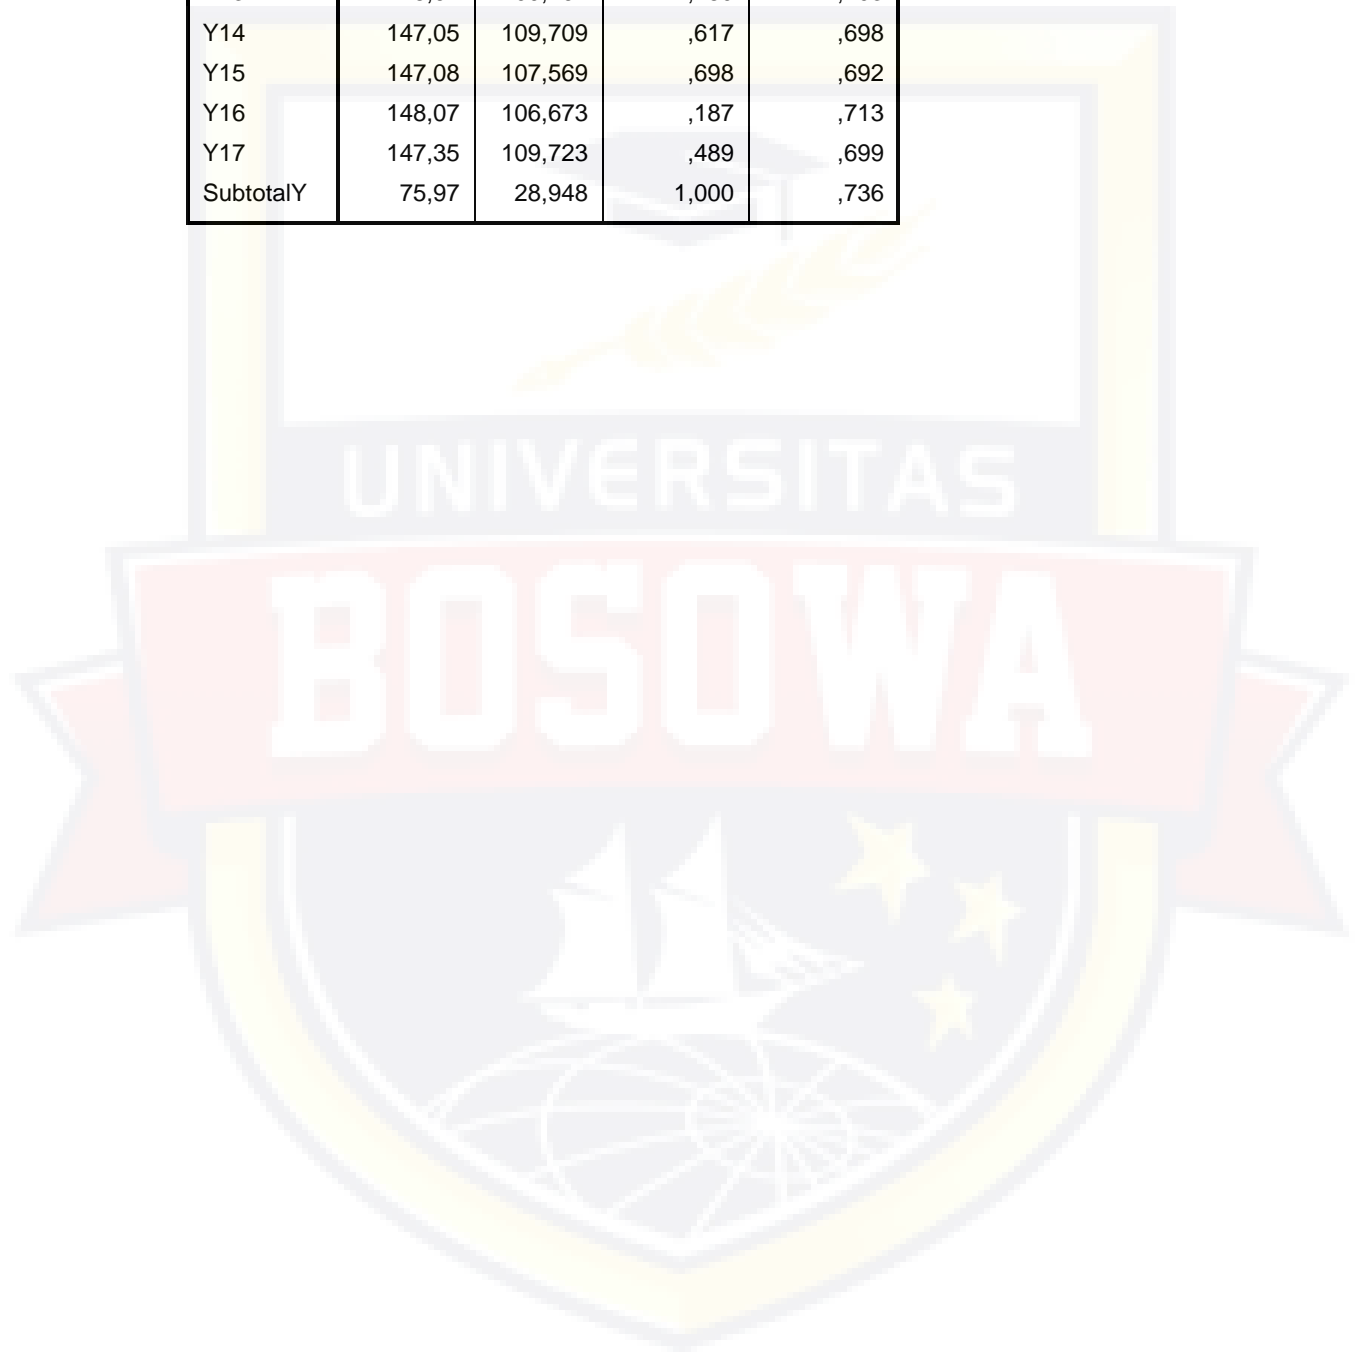 Y14 147,05 109,709 ,617 ,698
Y15 147,08 107,569 ,698 ,692
Y16 148,07 106,673 ,187 ,713
Y17 147,35 109,723 ,489 ,699
SubtotalY 75,97 28,948 1,000 ,736
UNIVERSITAS
BOSOWA